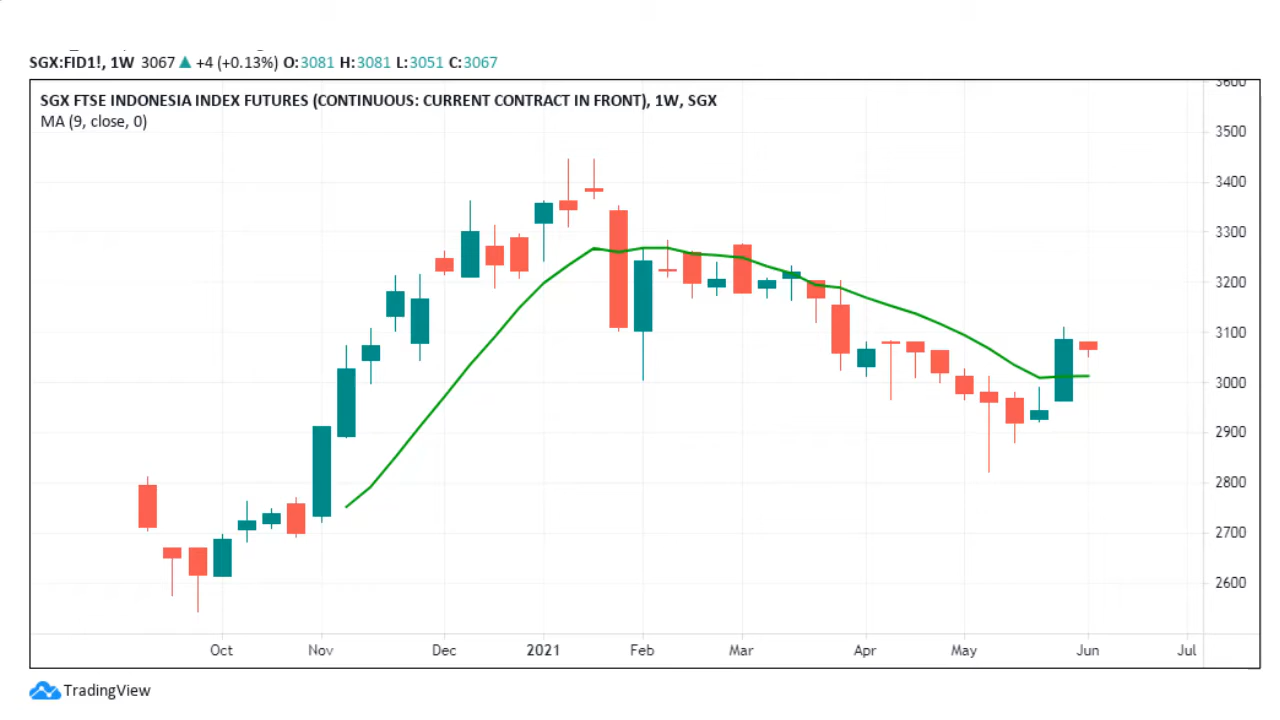 SGX:FID1!, 1W 3067 ▲ +4 (+0.13%) O:3081 H:3081 L:3051 C:3067
SGX FTSE INDONESIA INDEX FUTURES (CONTINUOUS: CURRENT CONTRACT IN FRONT), 1W, SGX
MA (9, close, 0)
3600
3500
3400
3300
3200
3100
3000
2900
2800
2700
2600
Oct Nov Dec 2021 Feb Mar Apr May Jun Jul
TradingView